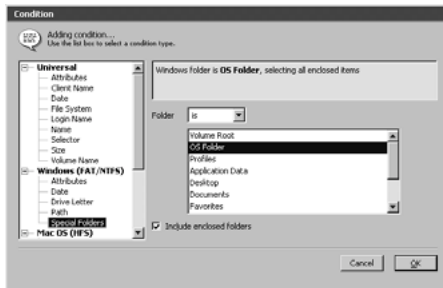 Condition
Adding condition...
Use the list box to select a condition type.
Universal
Attributes
Client Name
Date
File System
Login Name
Name
Selector
Size
Volume Name
Windows (FAT/NTFS)
Attributes
Date
Drive Letter
Path
Special Folders
Mac OS (HFS)
Windows folder is OS Folder, selecting all enclosed items
Folder is
Volume Root
OS Folder
Profiles
Application Data
Desktop
Documents
Favorites
Include enclosed folders
Cancel OK